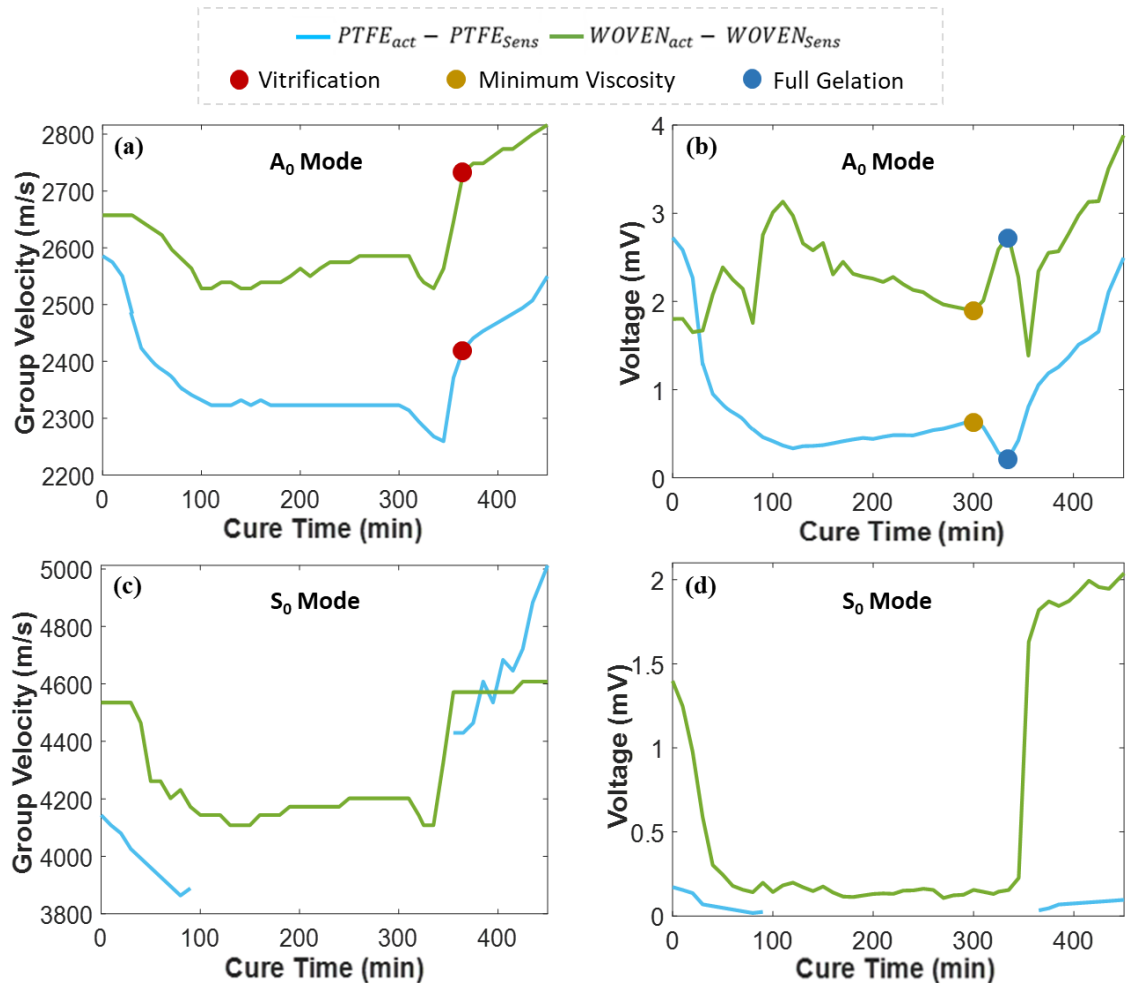 PTFE_act − PTFE_Sens WOVEN_act − WOVEN_Sens
Vitrification Minimum Viscosity Full Gelation
(a)
A₀ Mode
Group Velocity (m/s)
2800
2700
2600
2500
2400
2300
2200
0 100 200 300 400
Cure Time (min)
(b)
A₀ Mode
Voltage (mV)
4
3
2
1
0
0 100 200 300 400
Cure Time (min)
(c)
S₀ Mode
Group Velocity (m/s)
5000
4800
4600
4400
4200
4000
3800
0 100 200 300 400
Cure Time (min)
(d)
S₀ Mode
Voltage (mV)
2
1.5
1
0.5
0
0 100 200 300 400
Cure Time (min)